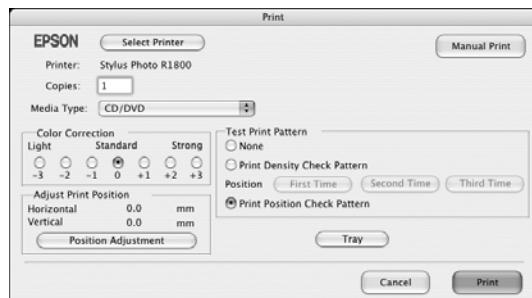 Print
EPSON Select Printer Manual Print
Printer: Stylus Photo R1800
Copies: 1
Media Type: CD/DVD
Color Correction
Light Standard Strong
-3 -2 -1 0 +1 +2 +3
Adjust Print Position
Horizontal 0.0 mm
Vertical 0.0 mm
Position Adjustment
Test Print Pattern
None
Print Density Check Pattern
Position First Time Second Time Third Time
Print Position Check Pattern
Tray
Cancel Print